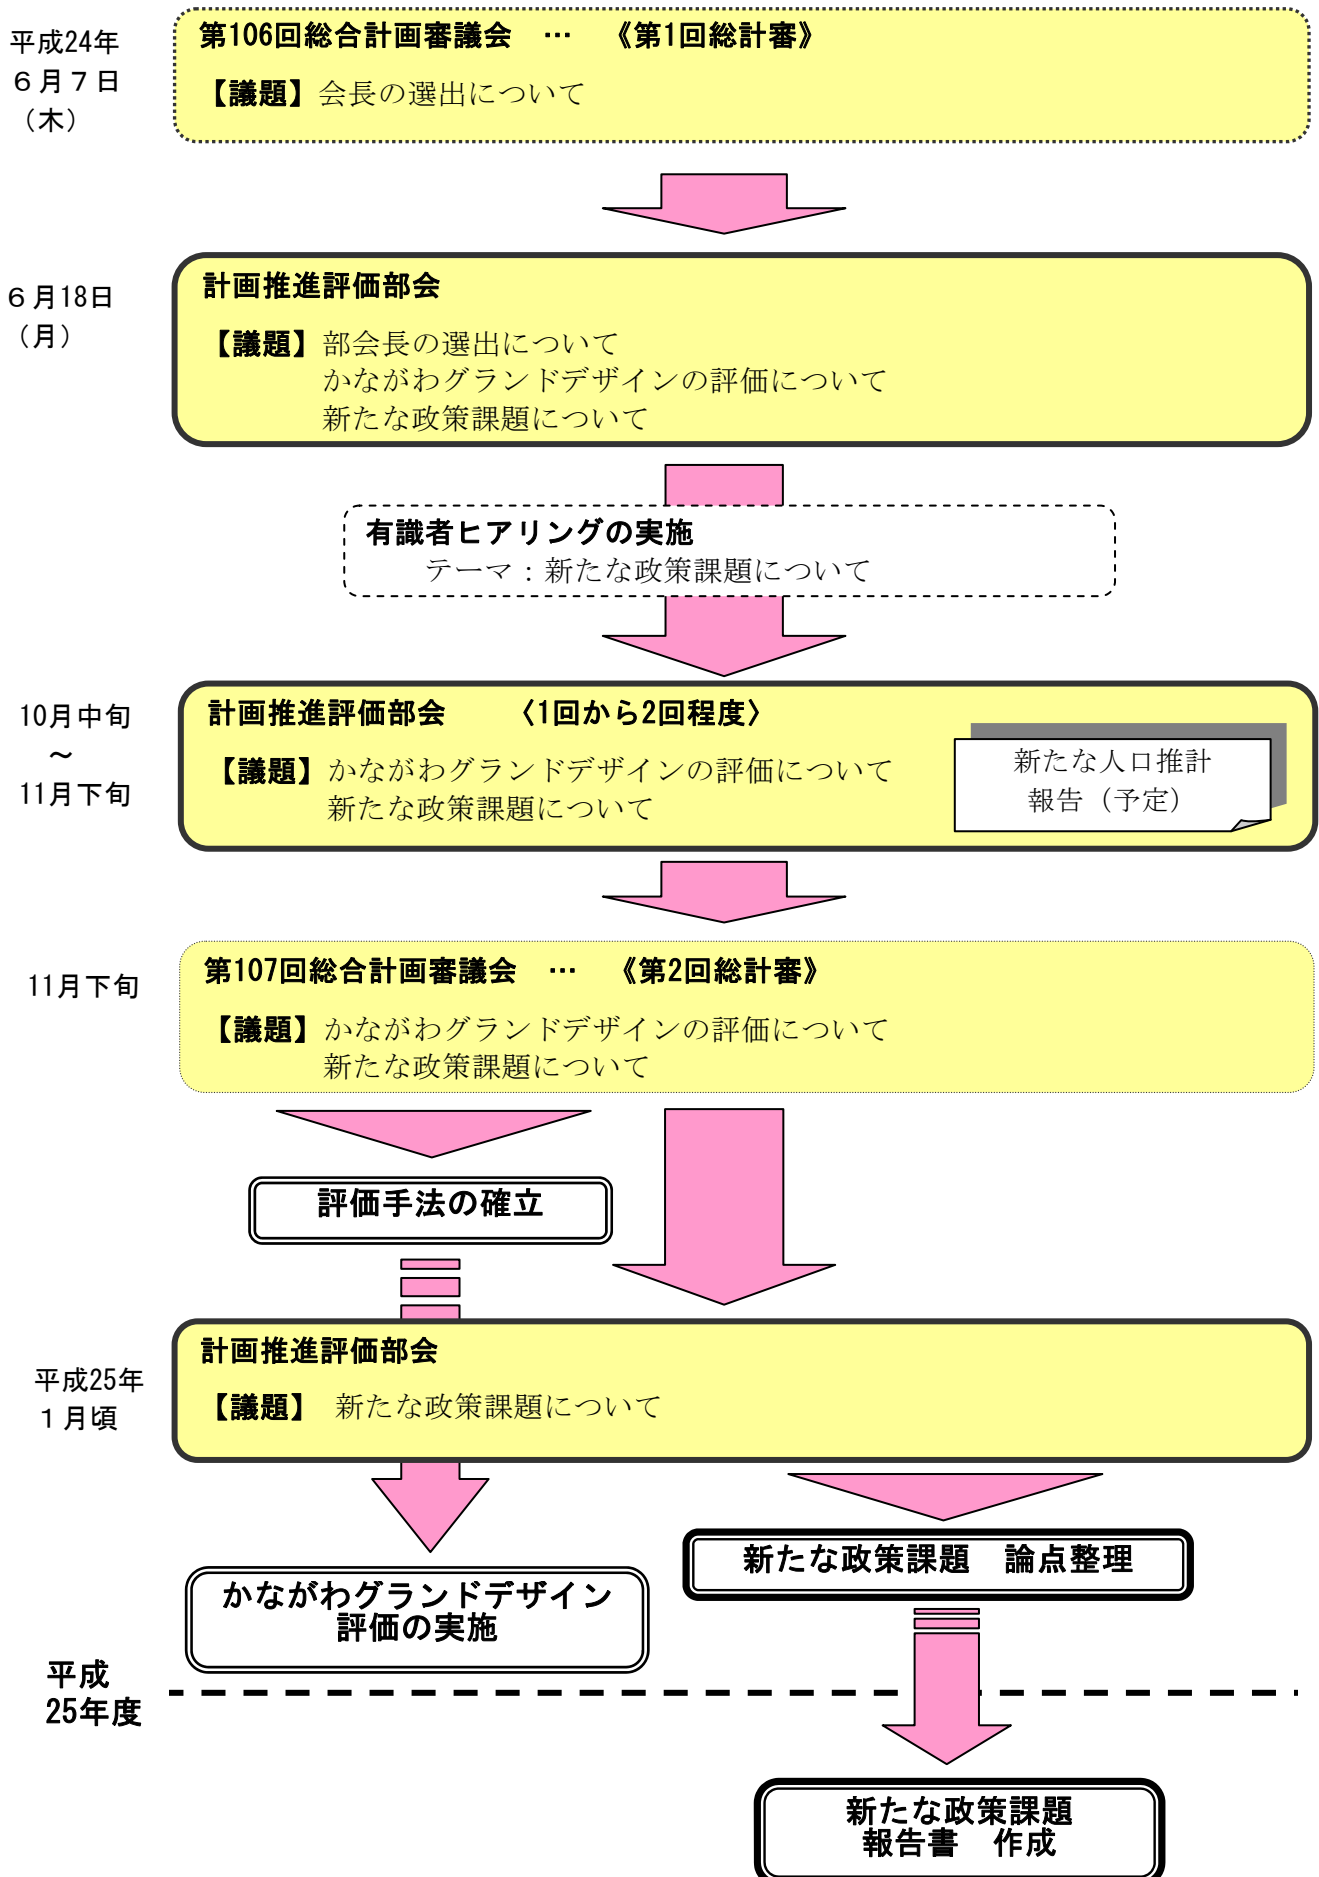 平成24年
６月７日
（木）
第106回総合計画審議会　…　《第1回総計審》
【議題】会長の選出について
６月18日
（月）
計画推進評価部会
【議題】部会長の選出について
かながわグランドデザインの評価について
新たな政策課題について
有識者ヒアリングの実施
テーマ：新たな政策課題について
10月中旬
～
11月下旬
計画推進評価部会　　〈1回から2回程度〉
【議題】かながわグランドデザインの評価について
新たな政策課題について
新たな人口推計
報告（予定）
11月下旬
第107回総合計画審議会　…　《第2回総計審》
【議題】かながわグランドデザインの評価について
新たな政策課題について
評価手法の確立
平成25年
１月頃
計画推進評価部会
【議題】　新たな政策課題について
新たな政策課題　論点整理
かながわグランドデザイン
評価の実施
平成
25年度
新たな政策課題
報告書　作成